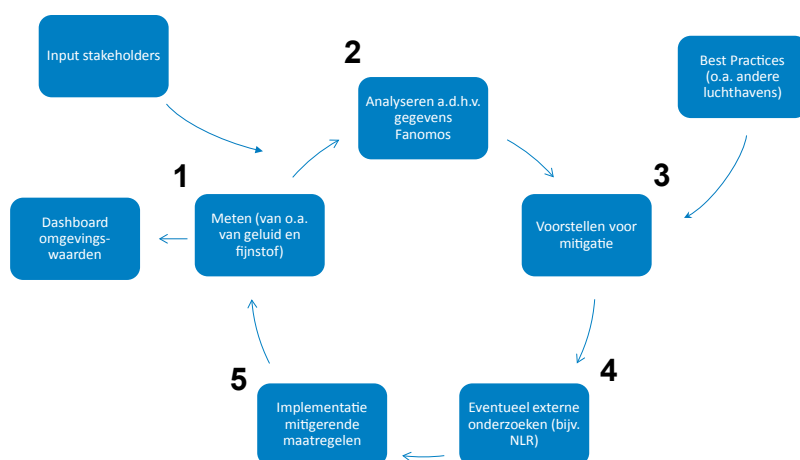 Input stakeholders
2
Analyseren a.d.h.v.
gegevens
Fanomos
Best Practices
(o.a. andere
luchthavens)
1
Meten (van o.a.
van geluid en
fijnstof)
Dashboard
omgevings-
waarden
3
Voorstellen voor
mitigatie
4
Eventueel externe
onderzoeken (bijv.
NLR)
5
Implementatie
mitigerende
maatregelen